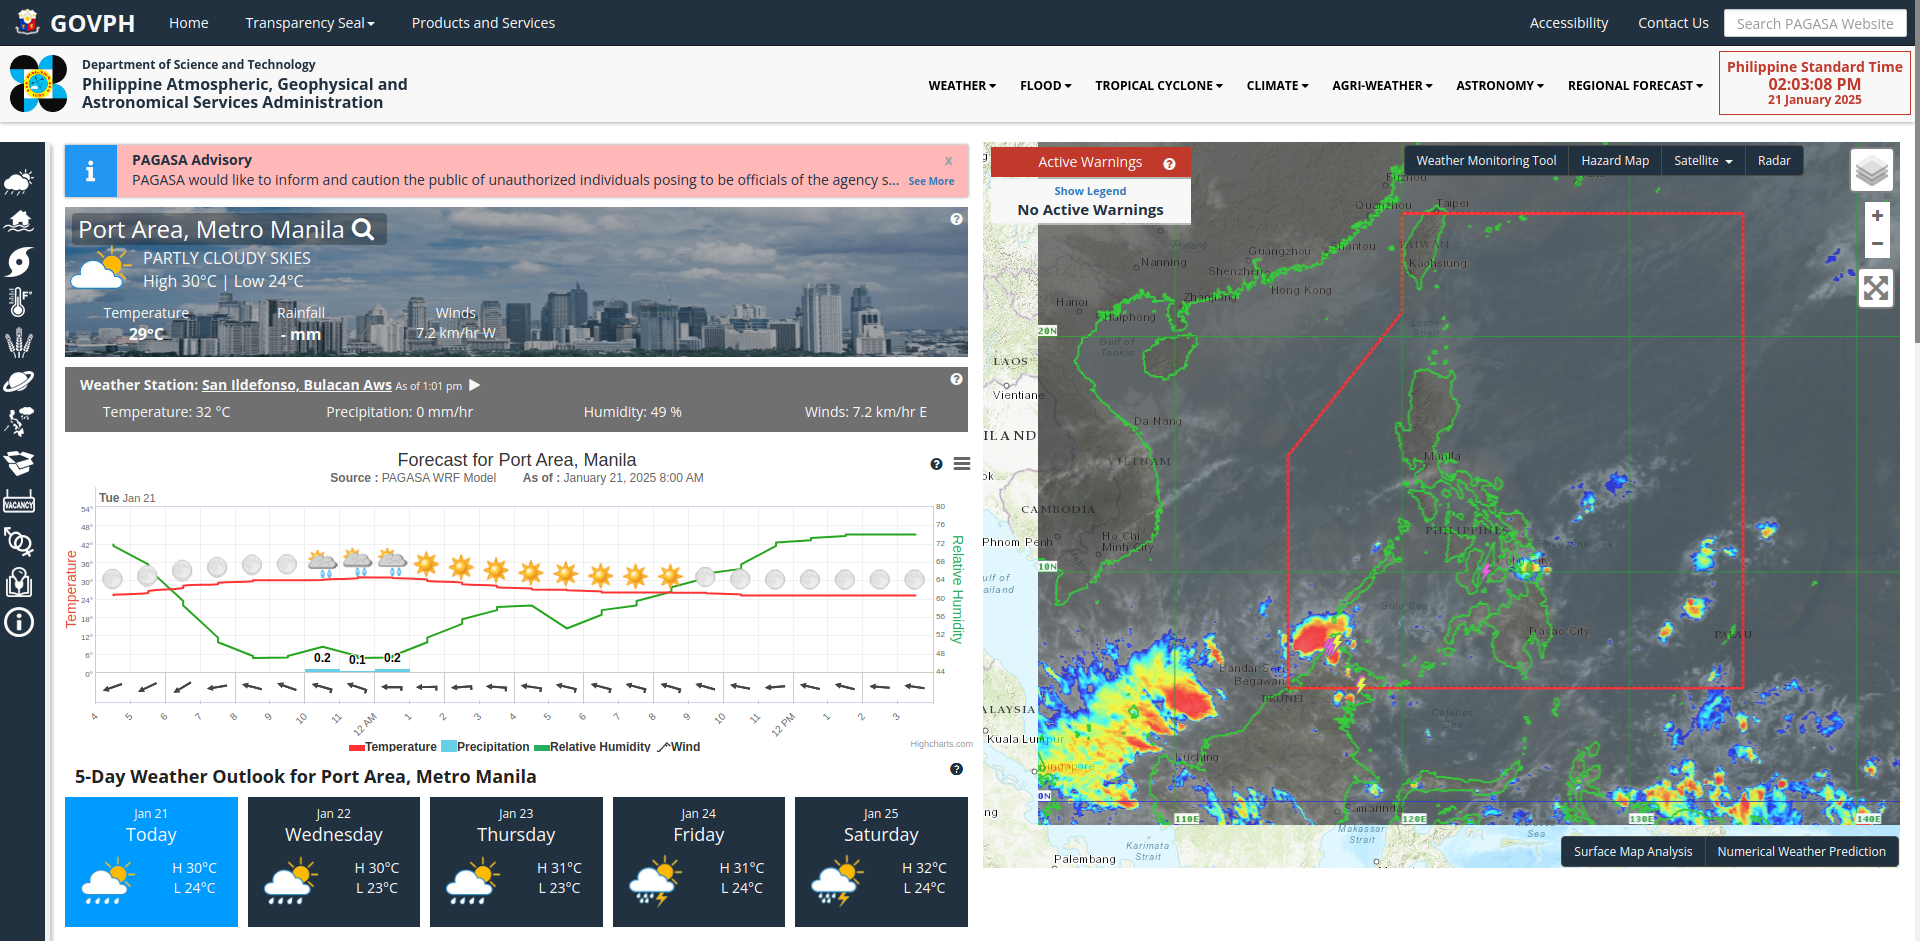 GOVPH
Home
Transparency Seal
Products and Services
Accessibility
Contact Us
Search PAGASA Website
Department of Science and Technology
Philippine Atmospheric, Geophysical and
Astronomical Services Administration
WEATHER
FLOOD
TROPICAL CYCLONE
CLIMATE
AGRI-WEATHER
ASTRONOMY
REGIONAL FORECAST
Philippine Standard Time
02:03:08 PM
21 January 2025
PAGASA Advisory
x
PAGASA would like to inform and caution the public of unauthorized individuals posing to be officials of the agency s... See More
Port Area, Metro Manila
PARTLY CLOUDY SKIES
High 30°C | Low 24°C
Temperature
29°C
Rainfall
- mm
Winds
7.2 km/hr W
Weather Station: San Ildefonso, Bulacan Aws As of 1:01 pm
Temperature: 32 °C
Precipitation: 0 mm/hr
Humidity: 49 %
Winds: 7.2 km/hr E
Forecast for Port Area, Manila
Source : PAGASA WRF Model As of : January 21, 2025 8:00 AM
Tue Jan 21
54°
48°
42°
36°
30°
24°
18°
12°
6°
0°
Temperature
80
76
72
68
64
60
56
52
48
44
Relative Humidity
0.2
0.1
0.2
4 5 6 7 8 9 10 11 12 AM 1 2 3 4 5 6 7 8 9 10 11 12 PM 1 2 3
Temperature Precipitation Relative Humidity Wind
Highcharts.com
5-Day Weather Outlook for Port Area, Metro Manila
Jan 21
Today
H 30°C
L 24°C
Jan 22
Wednesday
H 30°C
L 23°C
Jan 23
Thursday
H 31°C
L 23°C
Jan 24
Friday
H 31°C
L 24°C
Jan 25
Saturday
H 32°C
L 24°C
VACANCY
Active Warnings
Show Legend
No Active Warnings
Weather Monitoring Tool
Hazard Map
Satellite
Radar
+
−
Fuzhou
Quanzhou
Taipei
TAIWAN
Kaohsiung
Shantou
Guangzhou
Shenzhen
Hong Kong
Nanning
Zhanjiang
Hanoi
Haiphong
Gulf of
Tonkin
Luzon
Strait
20N
LAOS
Vientiane
Da Nang
ILAND
VIETNAM
Manila
ok
CAMBODIA
Phnom Penh
Ho Chi
Minh City
PHILIPPINES
Cebu City
10N
ulf of
ailand
Sulu Sea
Davao City
PALAU
Bandar Seri
Begawan
BRUNEI
Celebes
Sea
ALAYSIA
Kuala Lumpur
Kuching
Singapore
0N
Samarinda
ng
110E
120E
130E
140E
Makassar
Strait
Sea
Karimata
Strait
Palembang
Surface Map Analysis
Numerical Weather Prediction